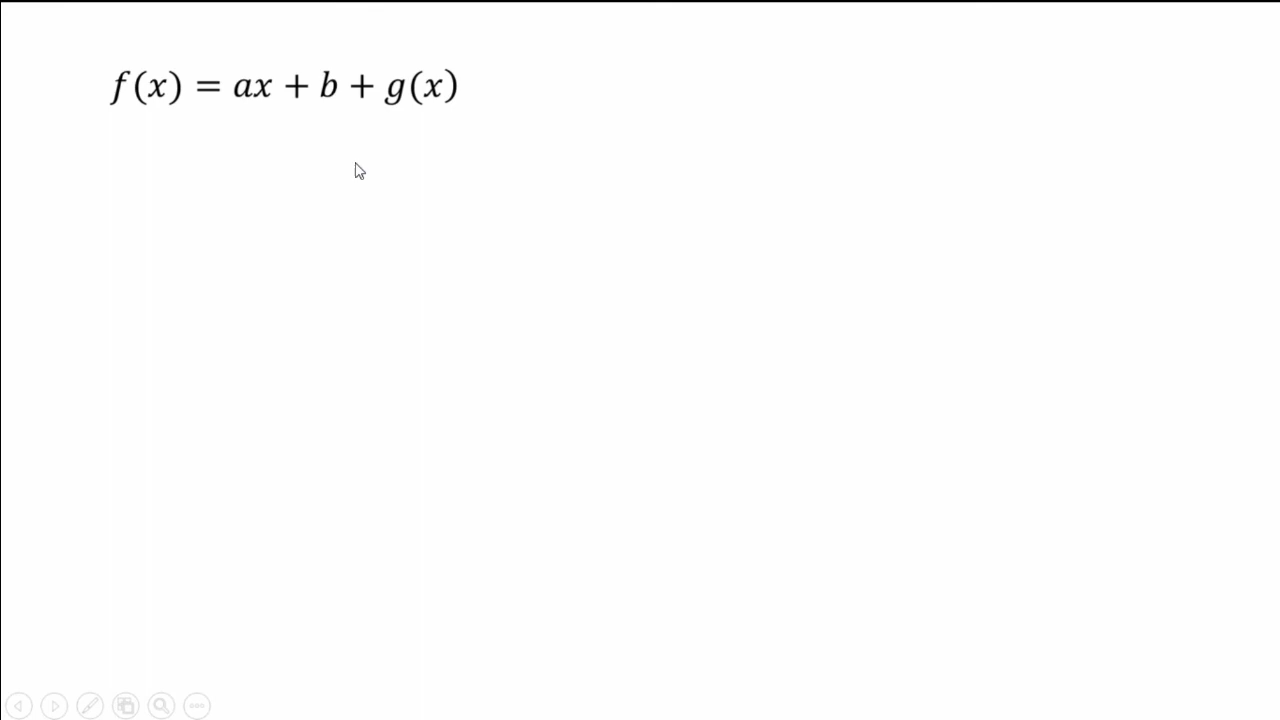 f(x) = ax + b + g(x)